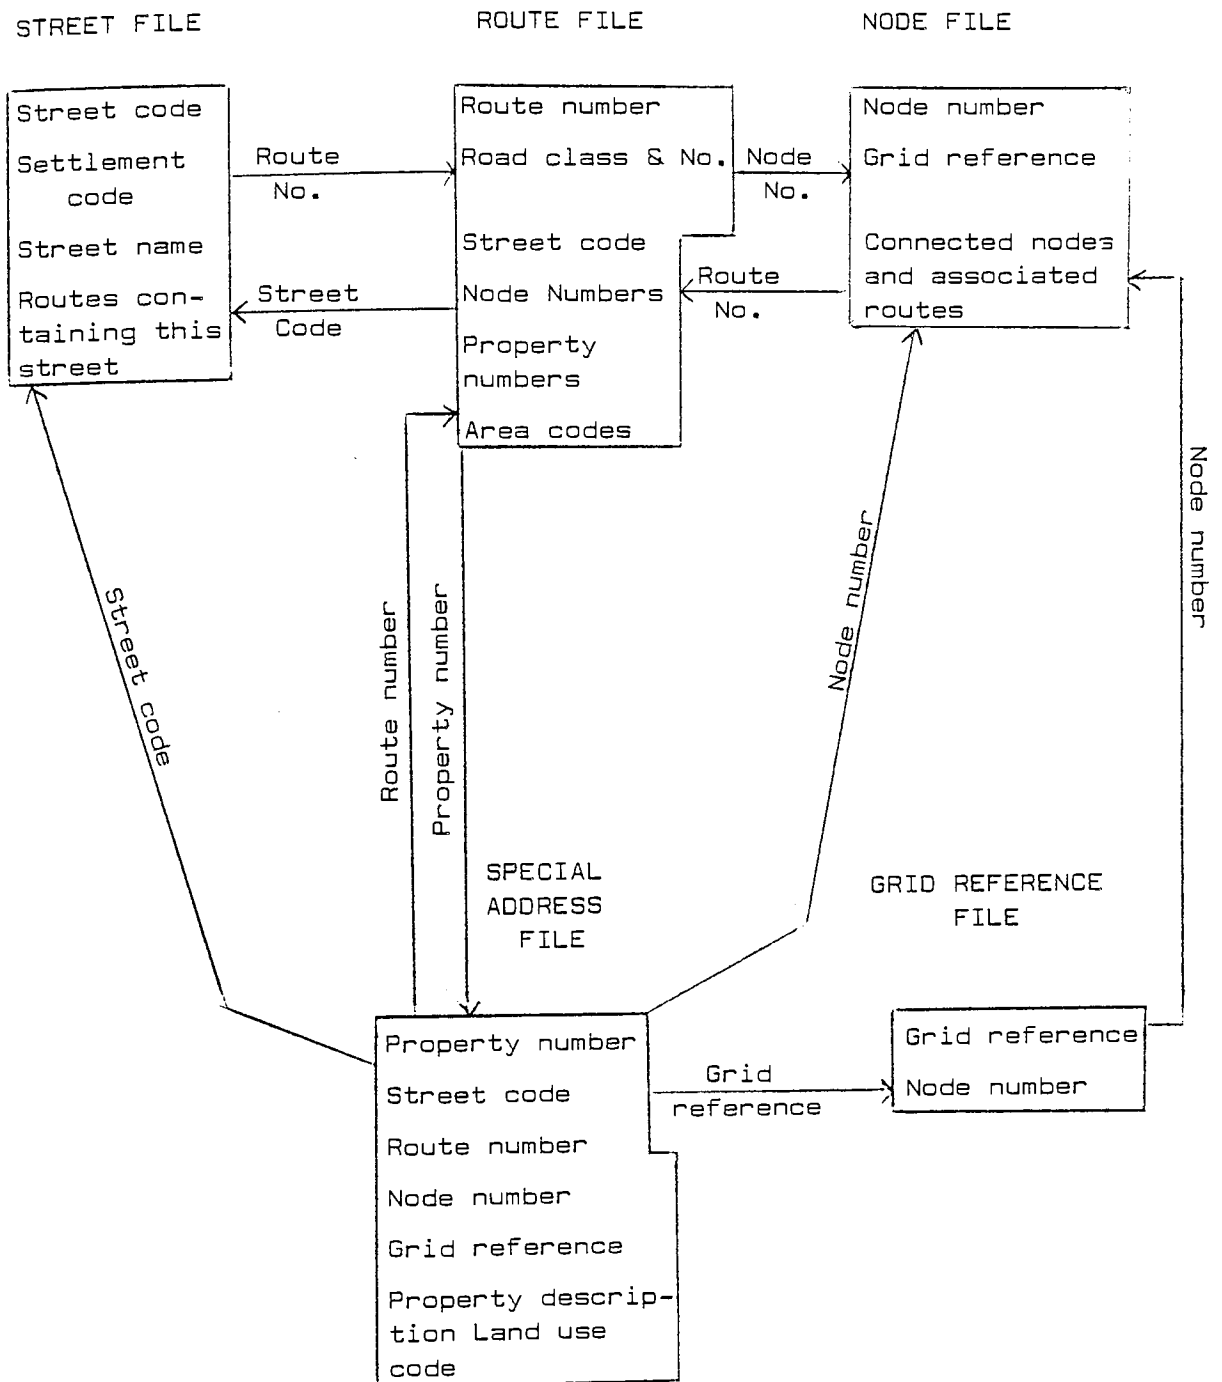 STREET FILE
ROUTE FILE
NODE FILE
Street code
Settlement
code
Street name
Routes con-
taining this
street
Route
No.
Street
Code
Route number
Road class & No.
Street code
Node Numbers
Property
numbers
Area codes
Node
No.
Route
No.
Node number
Grid reference
Connected nodes
and associated
routes
Street code
Route number
Property number
Node number
Node number
SPECIAL
ADDRESS
FILE
GRID REFERENCE
FILE
Property number
Street code
Route number
Node number
Grid reference
Property descrip-
tion Land use
code
Grid
reference
Grid reference
Node number